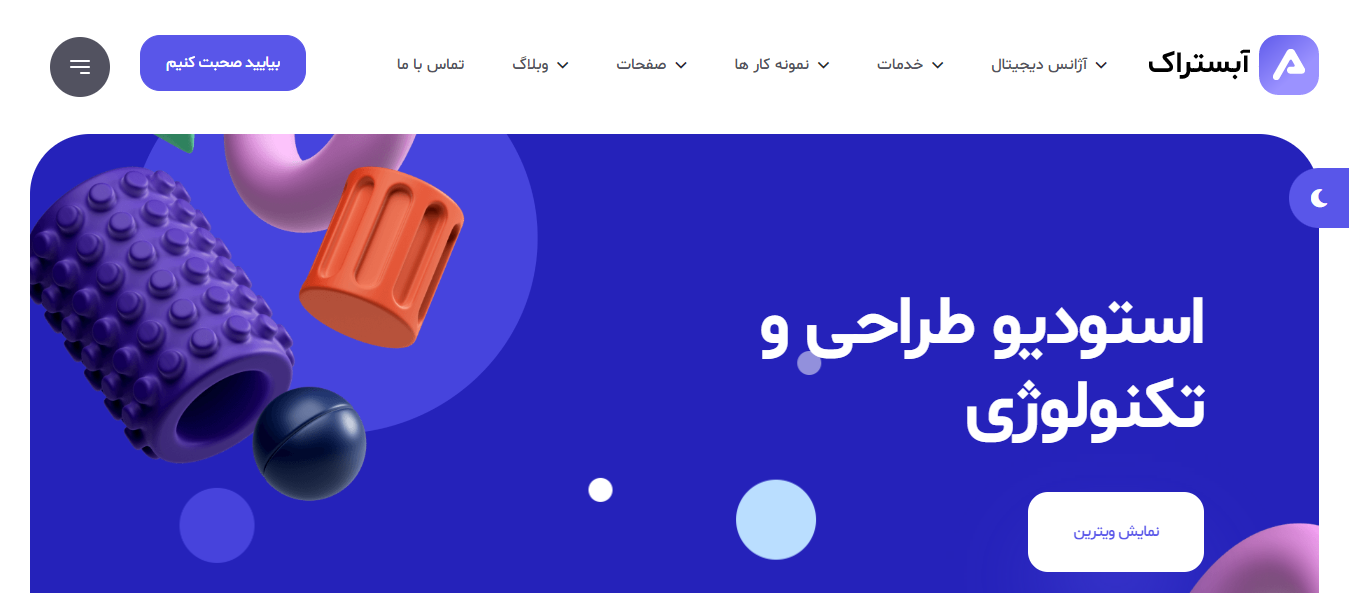 آبستراک
آژانس دیجیتال
خدمات
نمونه کار ها
صفحات
وبلاگ
تماس با ما
بیایید صحبت کنیم
استودیو طراحی و
تکنولوژی
نمایش ویترین